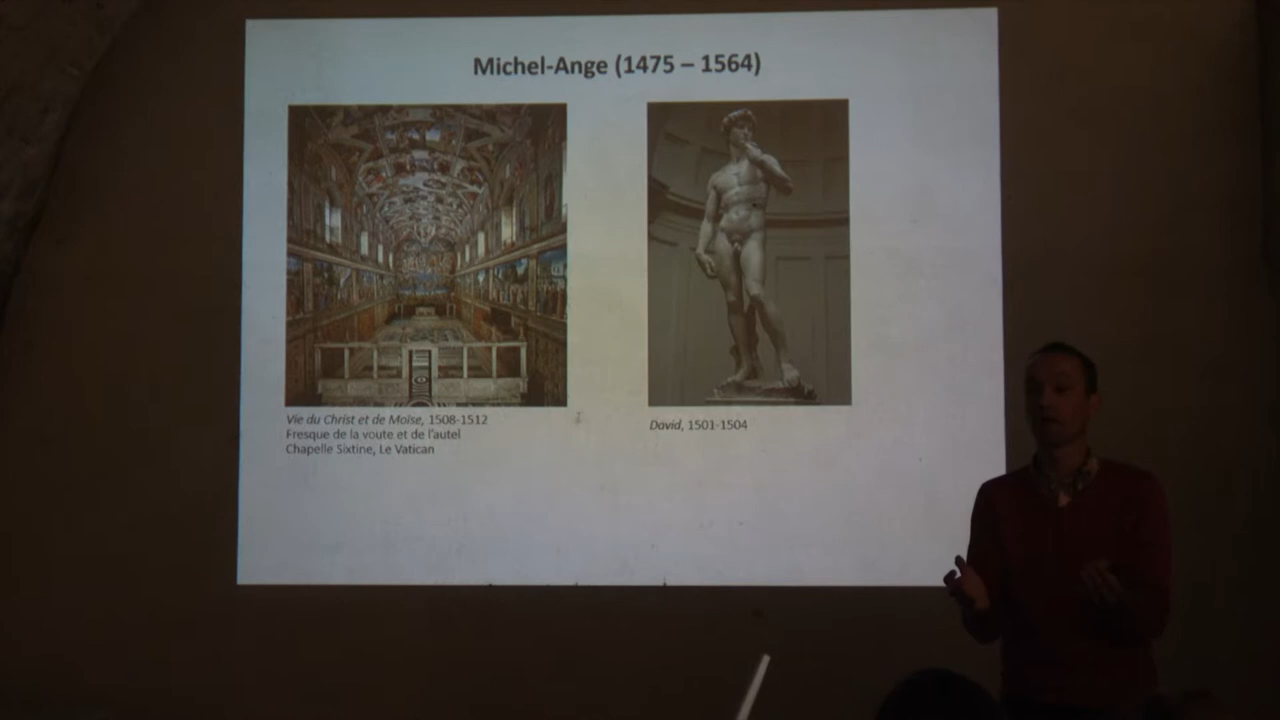 Michel-Ange (1475 – 1564)
Vie du Christ et de Moïse, 1508-1512
Fresque de la voute et de l'autel
Chapelle Sixtine, Le Vatican
David, 1501-1504